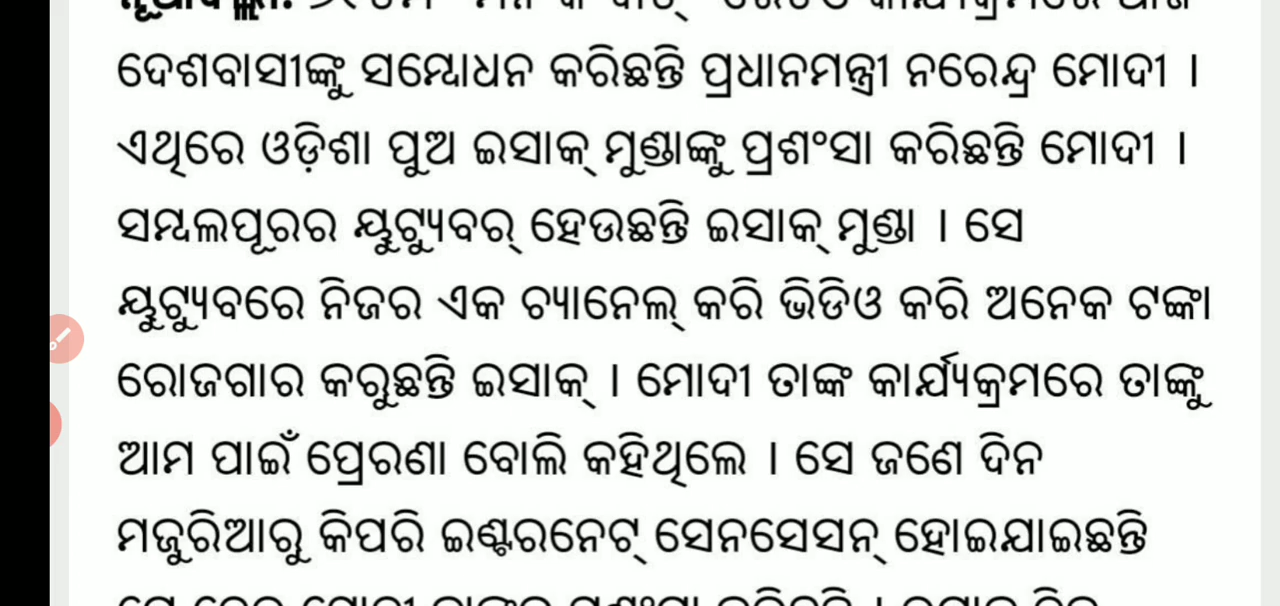 ଦେଶବାସୀଙ୍କୁ ସମ୍ୱୋଧନ କରିଛନ୍ତି ପ୍ରଧାନମନ୍ତ୍ରୀ ନରେନ୍ଦ୍ର ମୋଦୀ ।
ଏଥିରେ ଓଡ଼ିଶା ପୁଅ ଇସାକ୍ ମୁଣ୍ଡାଙ୍କୁ ପ୍ରଶଂସା କରିଛନ୍ତି ମୋଦୀ ।
ସମ୍ୱଲପୂରର ୟୁଟ୍ୟୁବର୍ ହେଉଛନ୍ତି ଇସାକ୍ ମୁଣ୍ଡା । ସେ
ୟୁଟ୍ୟୁବରେ ନିଜର ଏକ ଚ୍ୟାନେଲ୍ କରି ଭିଡିଓ କରି ଅନେକ ଟଙ୍କା
ରୋଜଗାର କରୁଛନ୍ତି ଇସାକ୍ । ମୋଦୀ ତାଙ୍କ କାର୍ଯ୍ୟକ୍ରମରେ ତାଙ୍କୁ
ଆମ ପାଇଁ ପ୍ରେରଣା ବୋଲି କହିଥିଲେ । ସେ ଜଣେ ଦିନ
ମଜୁରିଆରୁ କିପରି ଇଣ୍ଟରନେଟ୍ ସେନସେସନ୍ ହୋଇଯାଇଛନ୍ତି